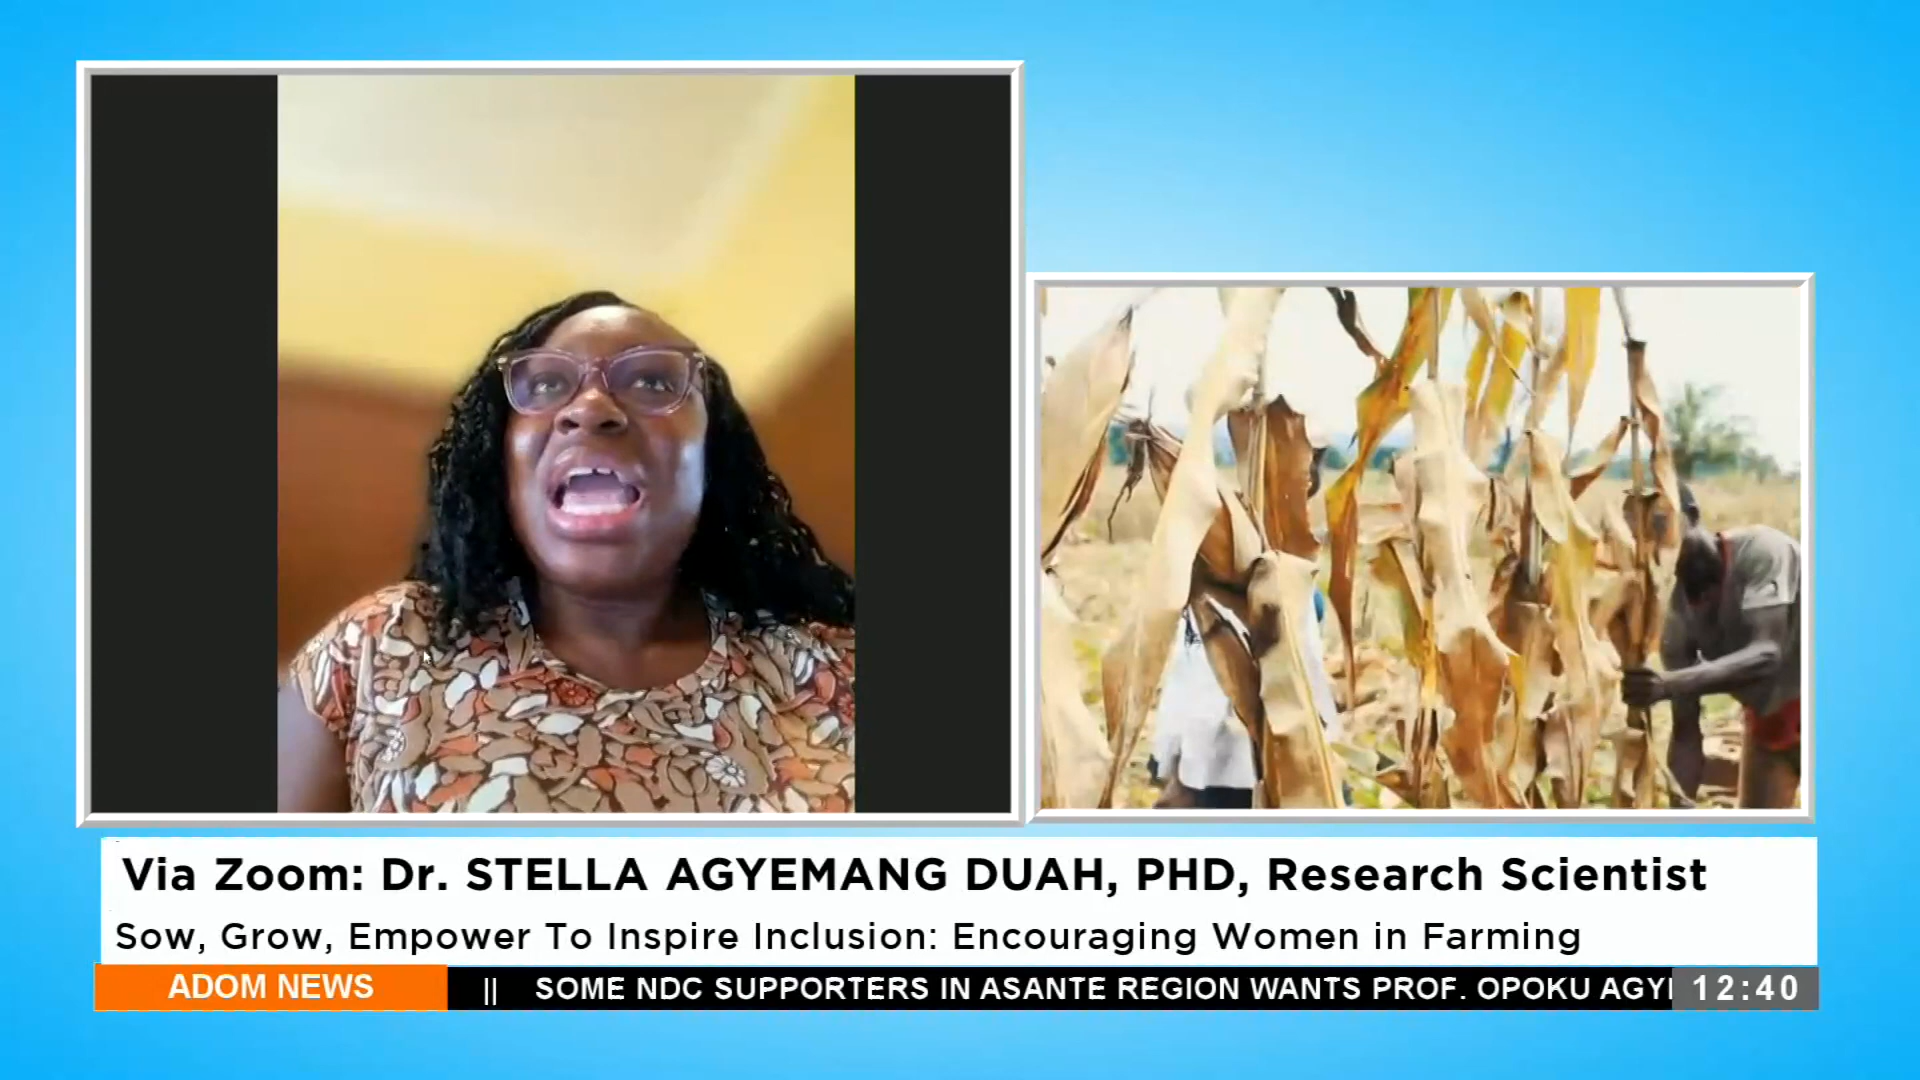 Via Zoom: Dr. STELLA AGYEMANG DUAH, PHD, Research Scientist
Sow, Grow, Empower To Inspire Inclusion: Encouraging Women in Farming
ADOM NEWS || SOME NDC SUPPORTERS IN ASANTE REGION WANTS PROF. OPOKU AGYI 12:40